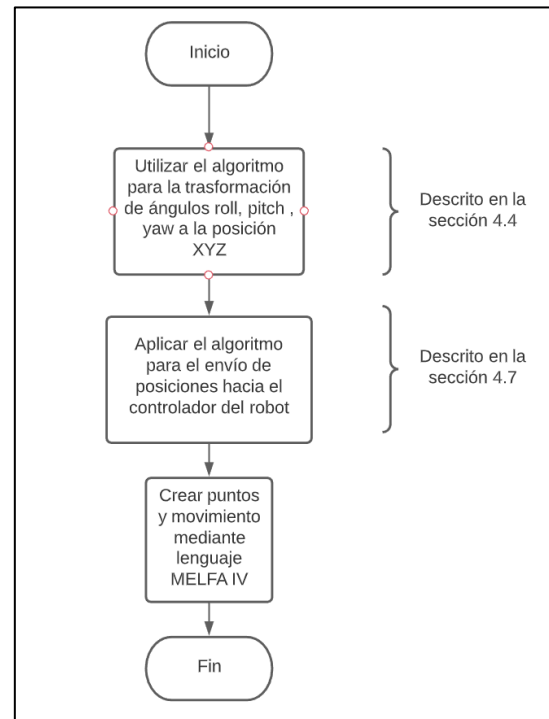 Inicio
Utilizar el algoritmo
para la trasformación
de ángulos roll, pitch ,
yaw a la posición
XYZ
Descrito en la
sección 4.4
Aplicar el algoritmo
para el envío de
posiciones hacia el
controlador del robot
Descrito en la
sección 4.7
Crear puntos
y movimiento
mediante
lenguaje
MELFA IV
Fin